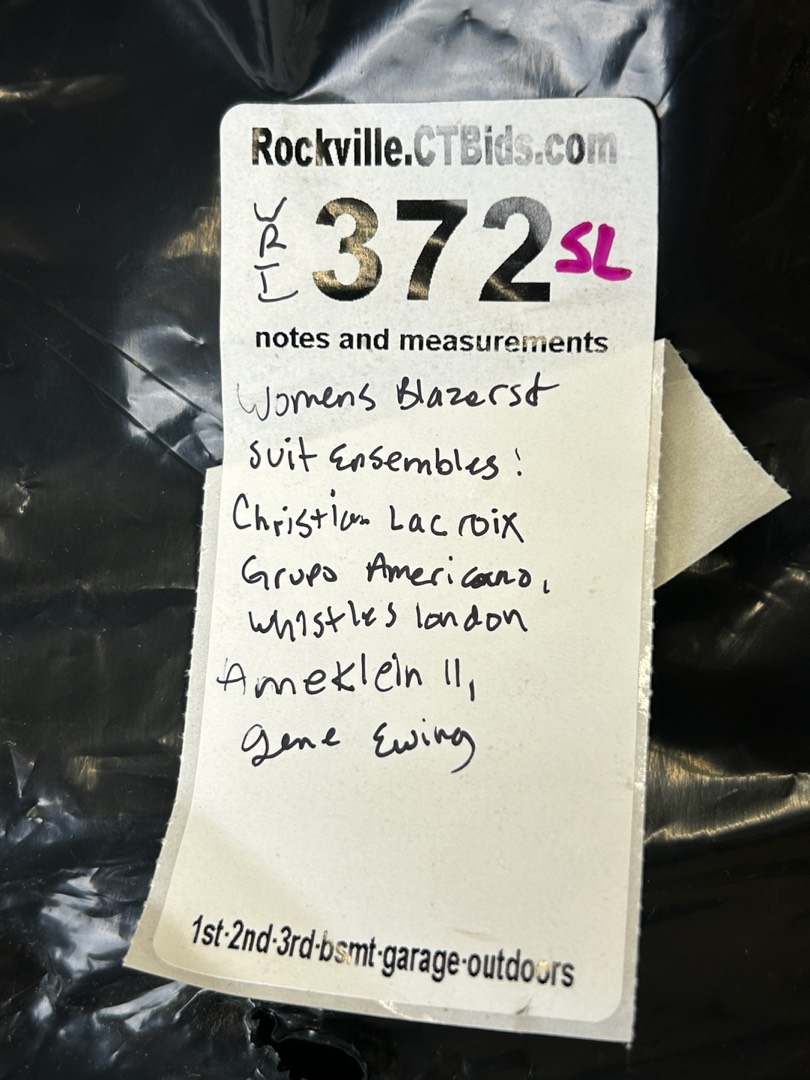 Rockville.CTBids.com
WRI 372 SL
notes and measurements
Womens Blazers &
Suit Ensembles:
Christian Lacroix
Grupo Americano,
Whistles london
Anneklein II,
gene Ewing
1st·2nd·3rd·bsmt·garage·outdoors